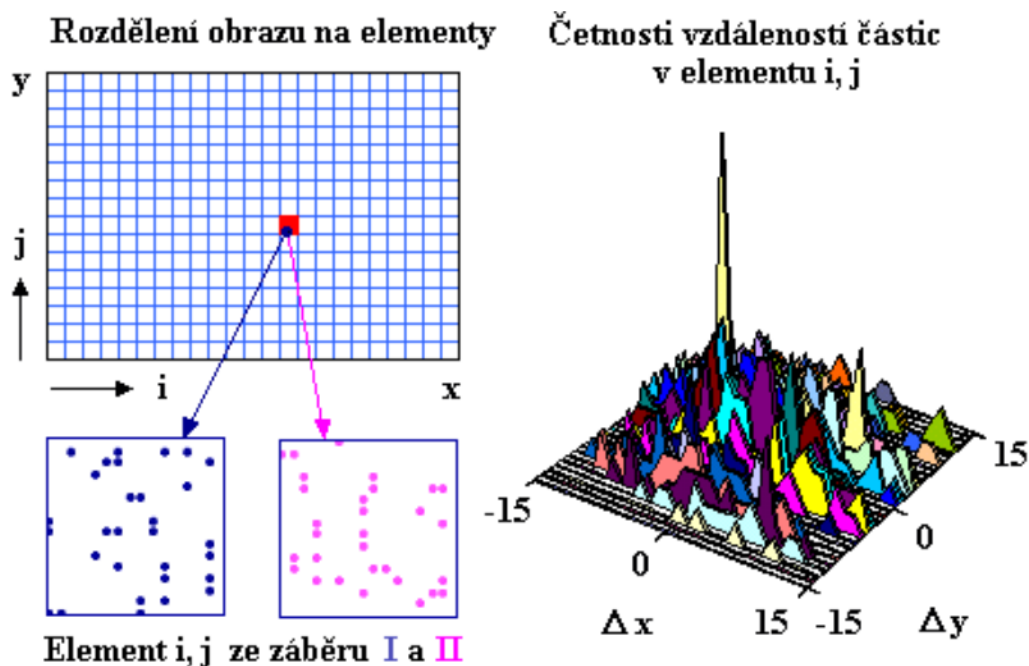 Rozdělení obrazu na elementy
y
j
i
x
Element i, j ze záběru I a II
Četnosti vzdáleností částic
v elementu i, j
15
0
-15
0
15
-15
Δx
Δy